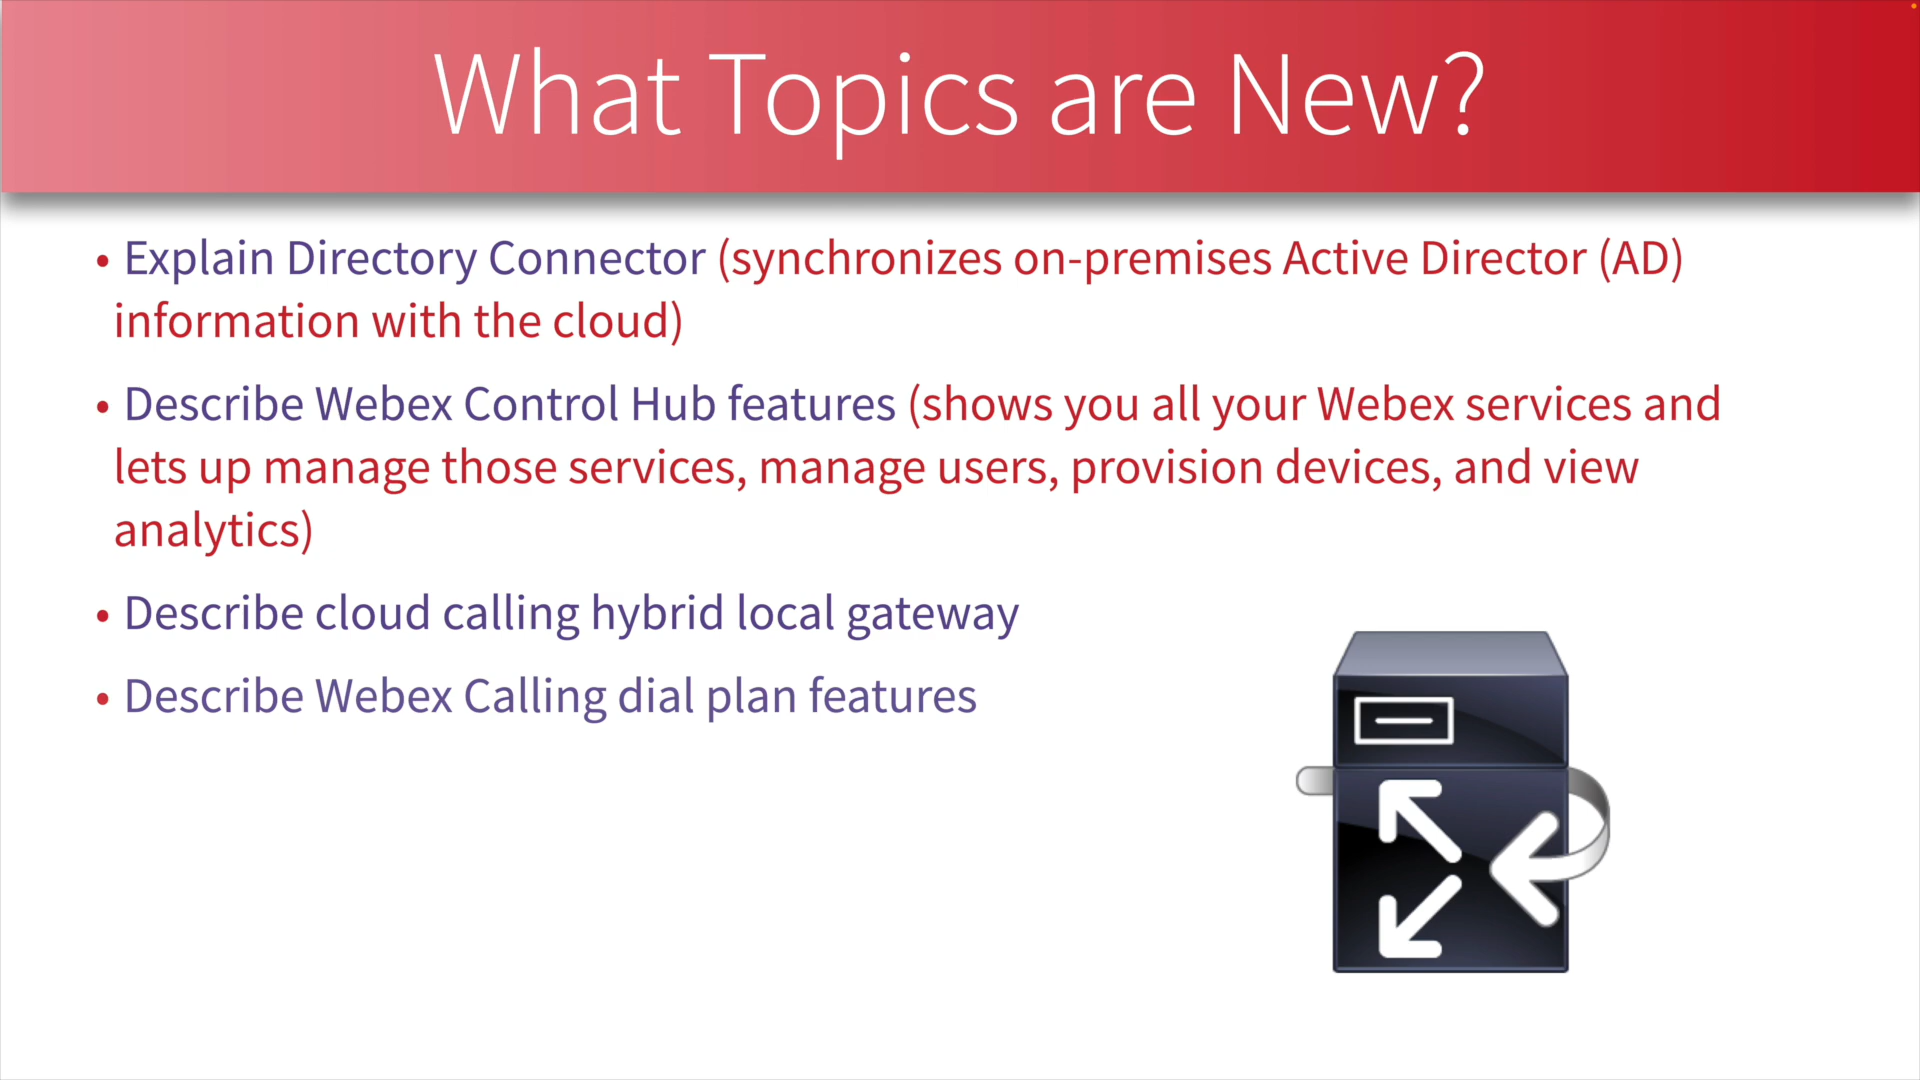 What Topics are New?
• Explain Directory Connector (synchronizes on-premises Active Director (AD)
information with the cloud)
• Describe Webex Control Hub features (shows you all your Webex services and
lets up manage those services, manage users, provision devices, and view
analytics)
• Describe cloud calling hybrid local gateway
• Describe Webex Calling dial plan features